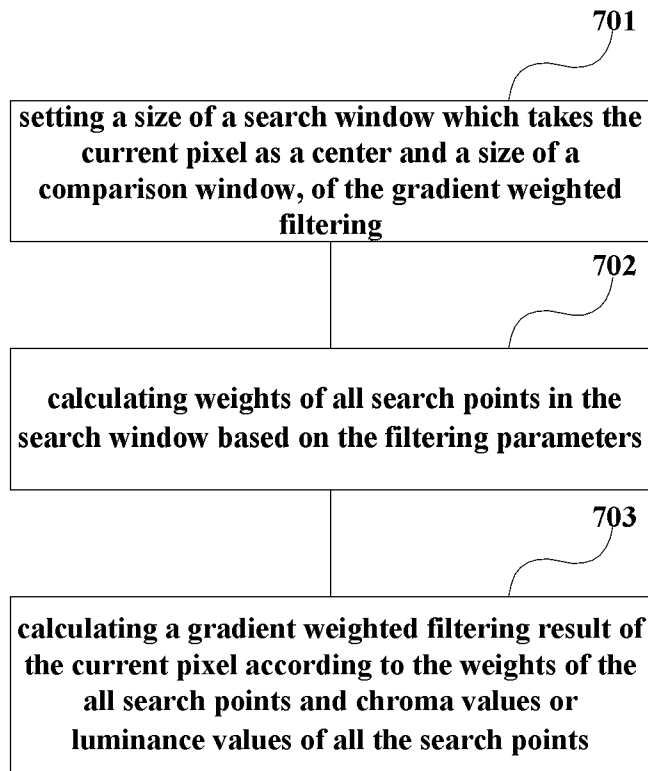 701
setting a size of a search window which takes the
current pixel as a center and a size of a
comparison window, of the gradient weighted
filtering
702
calculating weights of all search points in the
search window based on the filtering parameters
703
calculating a gradient weighted filtering result of
the current pixel according to the weights of the
all search points and chroma values or
luminance values of all the search points